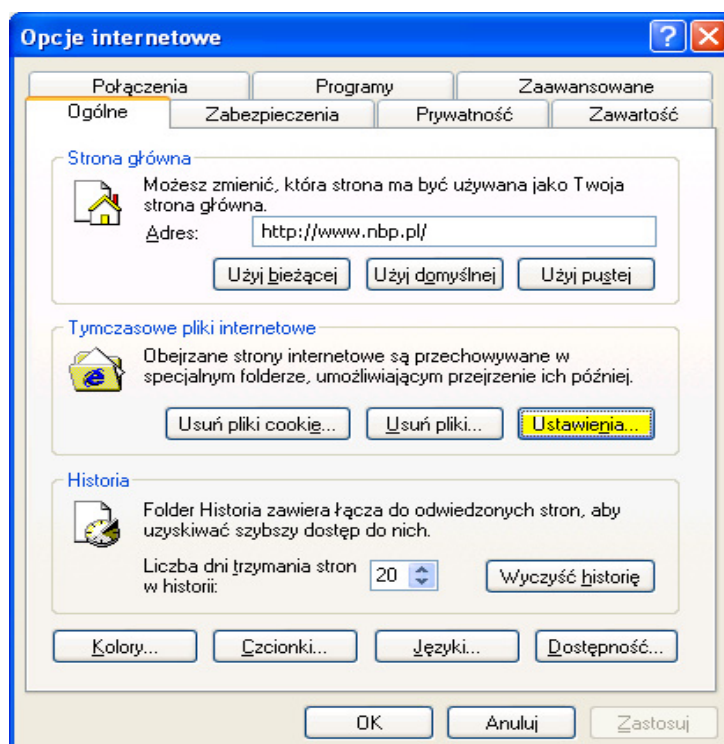 Opcje internetowe
Połączenia Programy Zaawansowane
Ogólne Zabezpieczenia Prywatność Zawartość
Strona główna
Możesz zmienić, która strona ma być używana jako Twoja
strona główna.
Adres: http://www.nbp.pl/
Użyj bieżącej Użyj domyślnej Użyj pustej
Tymczasowe pliki internetowe
Obejrzane strony internetowe są przechowywane w
specjalnym folderze, umożliwiającym przejrzenie ich później.
Usuń pliki cookie... Usuń pliki... Ustawienia...
Historia
Folder Historia zawiera łącza do odwiedzonych stron, aby
uzyskiwać szybszy dostęp do nich.
Liczba dni trzymania stron
w historii: 20 Wyczyść historię
Kolory... Czcionki... Języki... Dostępność...
OK Anuluj Zastosuj